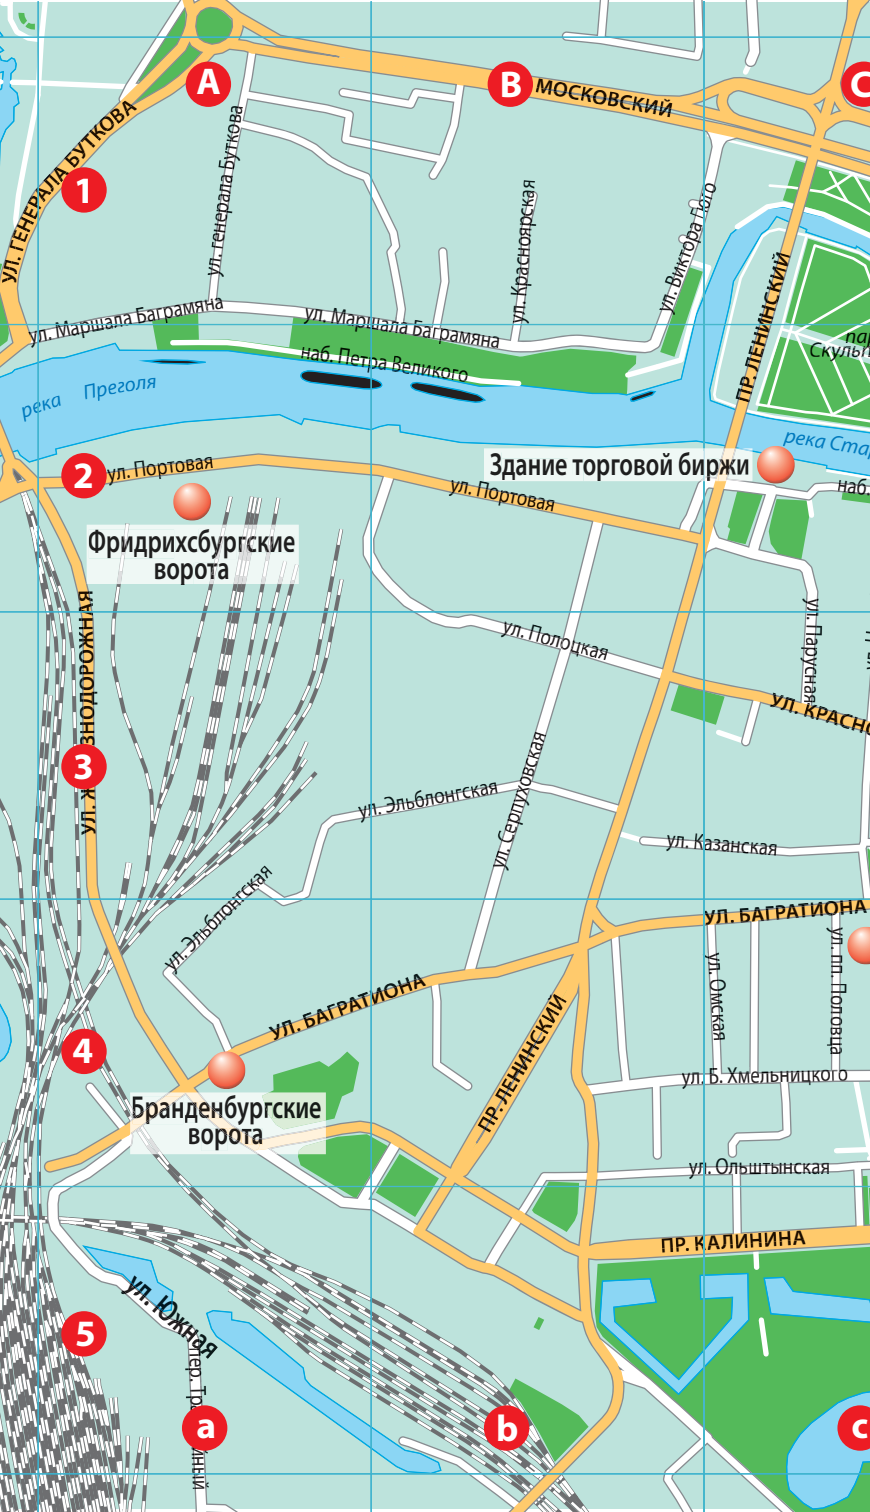 A
B
C
МОСКОВСКИЙ
УЛ. ГЕНЕРАЛА БУТКОВА
1
ул. генерала Буткова
ул. Красноярская
ул. Виктора Гюго
ПР. ЛЕНИНСКИЙ
ул. Маршала Баграмяна
ул. Маршала Баграмяна
наб. Петра Великого
река Преголя
пар
Скульп
река Стар
2
ул. Портовая
ул. Портовая
Здание торговой биржи
наб.
Фридрихсбургские
ворота
ул. Полоцкая
ул. Парусная
УЛ. КРАСНО
3
ул. Эльблонгская
ул. Серпуховская
ул. Казанская
ул. Эльблонгская
УЛ. БАГРАТИОНА
ул. Омская
ул. пл. Половца
УЛ. БАГРАТИОНА
ПР. ЛЕНИНСКИЙ
4
ул. Б. Хмельницкого
Бранденбургские
ворота
ул. Ольштынская
ПР. КАЛИНИНА
ул. Южная
5
a
b
c